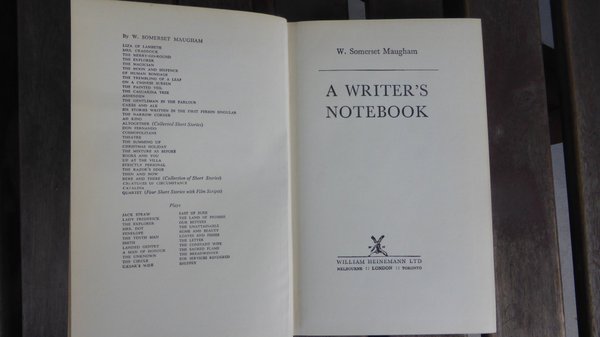 By W. SOMERSET MAUGHAM
LIZA OF LAMBETH
MRS. CRADDOCK
THE MERRY-GO-ROUND
THE EXPLORER
THE MAGICIAN
THE MOON AND SIXPENCE
OF HUMAN BONDAGE
THE TREMBLING OF A LEAF
ON A CHINESE SCREEN
THE PAINTED VEIL
THE CASUARINA TREE
ASHENDEN
THE GENTLEMAN IN THE PARLOUR
CAKES AND ALE
SIX STORIES WRITTEN IN THE FIRST PERSON SINGULAR
THE NARROW CORNER
AH KING
ALTOGETHER (Collected Short Stories)
DON FERNANDO
COSMOPOLITANS
THEATRE
THE SUMMING UP
CHRISTMAS HOLIDAY
THE MIXTURE AS BEFORE
BOOKS AND YOU
UP AT THE VILLA
STRICTLY PERSONAL
THE RAZOR'S EDGE
THEN AND NOW
HERE AND THERE (Collection of Short Stories)
CREATURES OF CIRCUMSTANCE
CATALINA
QUARTET (Four Short Stories with Film Scripts)
Plays
JACK STRAW
LADY FREDERICK
THE EXPLORER
MRS. DOT
PENELOPE
THE TENTH MAN
SMITH
LANDED GENTRY
A MAN OF HONOUR
THE UNKNOWN
THE CIRCLE
CAESAR'S WIFE
EAST OF SUEZ
THE LAND OF PROMISE
OUR BETTERS
THE UNATTAINABLE
HOME AND BEAUTY
LOAVES AND FISHES
THE LETTER
THE CONSTANT WIFE
THE SACRED FLAME
THE BREADWINNER
FOR SERVICES RENDERED
SHEPPEY
W. Somerset Maugham
A WRITER'S
NOTEBOOK
WILLIAM HEINEMANN LTD
MELBOURNE :: LONDON :: TORONTO